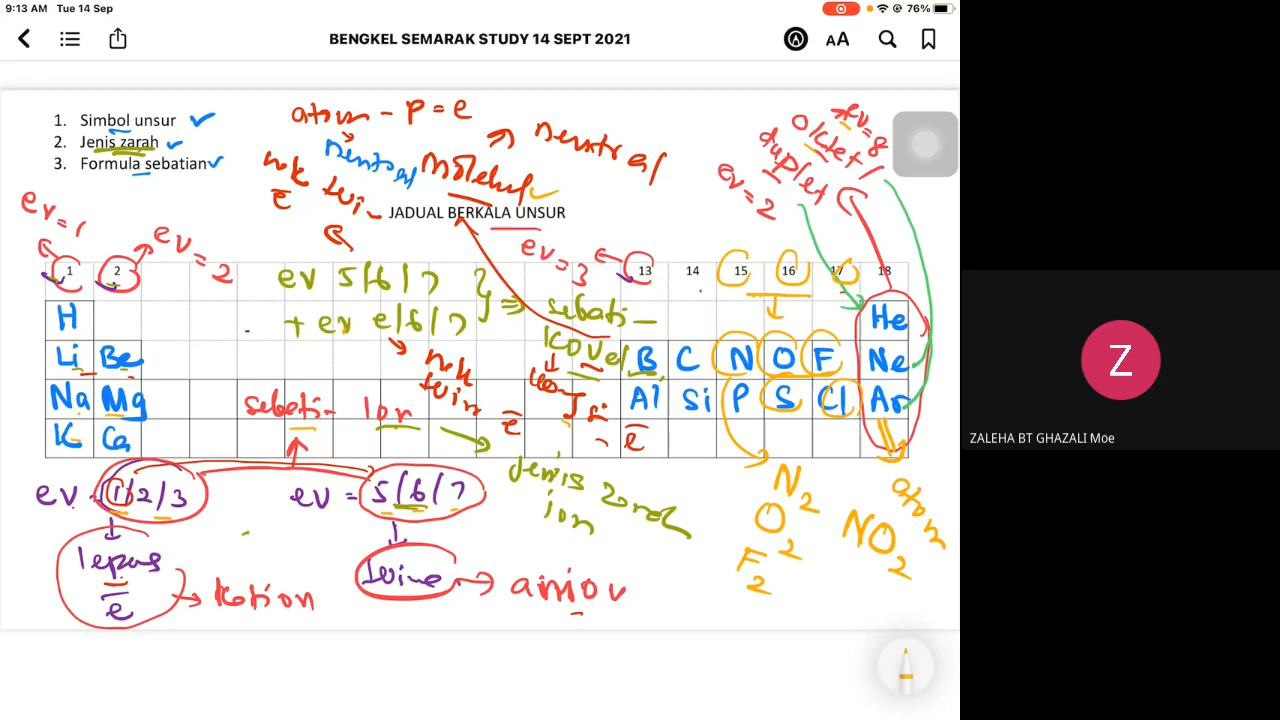 9:13 AM Tue 14 Sep
76%
BENGKEL SEMARAK STUDY 14 SEPT 2021
AA
1. Simbol unsur
2. Jenis zarah
3. Formula sebatian
atom - p = e
neutral
molekul
neutral
oktet
ev=8
duplet
ev=2
JADUAL BERKALA UNSUR
ev=1
ev=2
ev=3
1 2 13 14 15 16 17 18
H He
Li Be B C N O F Ne
Na Mg Al Si P S Cl Ar
K Ca
ev 5/6/7
+ ev 5/6/7
sebati-
sebati- Ion
Jenis zarah
ion
ev = 1/2/3
ev = 5/6/7
lepas
e
kation
terima
anion
N2
O2
F2
NO2
atom
Z
ZALEHA BT GHAZALI Moe